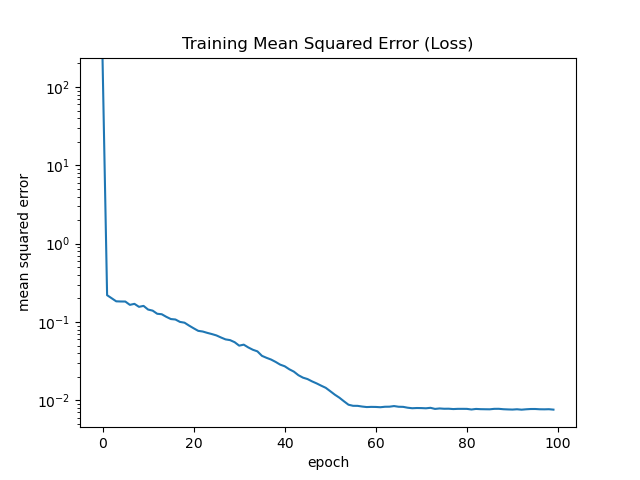 Training Mean Squared Error (Loss)
mean squared error
10²
10¹
10⁰
10⁻¹
10⁻²
0 20 40 60 80 100
epoch